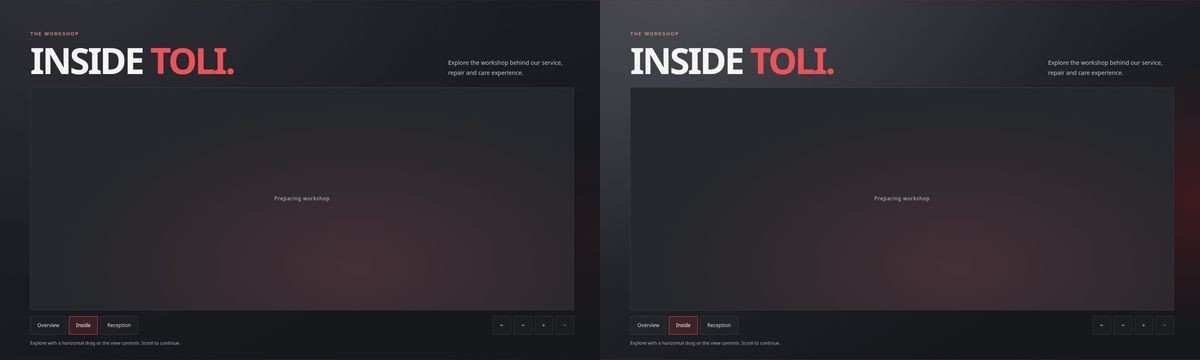 THE WORKSHOP
INSIDE TOLI.
Explore the workshop behind our service,
repair and care experience.
Preparing workshop
Overview Inside Reception ← → + −
Explore with a horizontal drag or the view controls. Scroll to continue.
THE WORKSHOP
INSIDE TOLI.
Explore the workshop behind our service,
repair and care experience.
Preparing workshop
Overview Inside Reception ← → + −
Explore with a horizontal drag or the view controls. Scroll to continue.